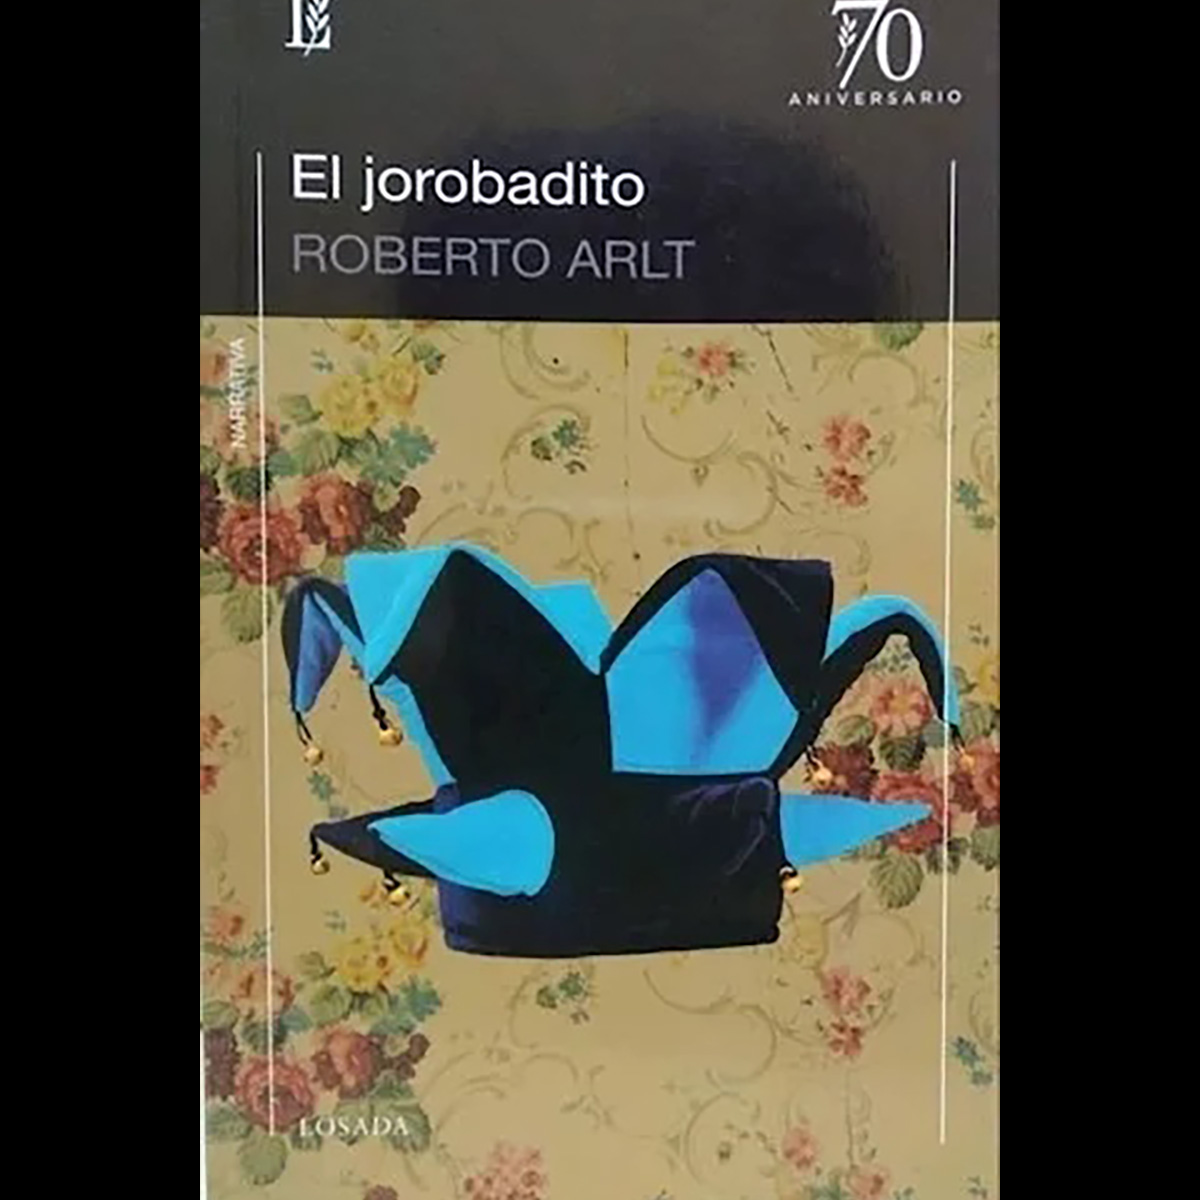 L
70
ANIVERSARIO
El jorobadito
ROBERTO ARLT
NARRATIVA
LOSADA